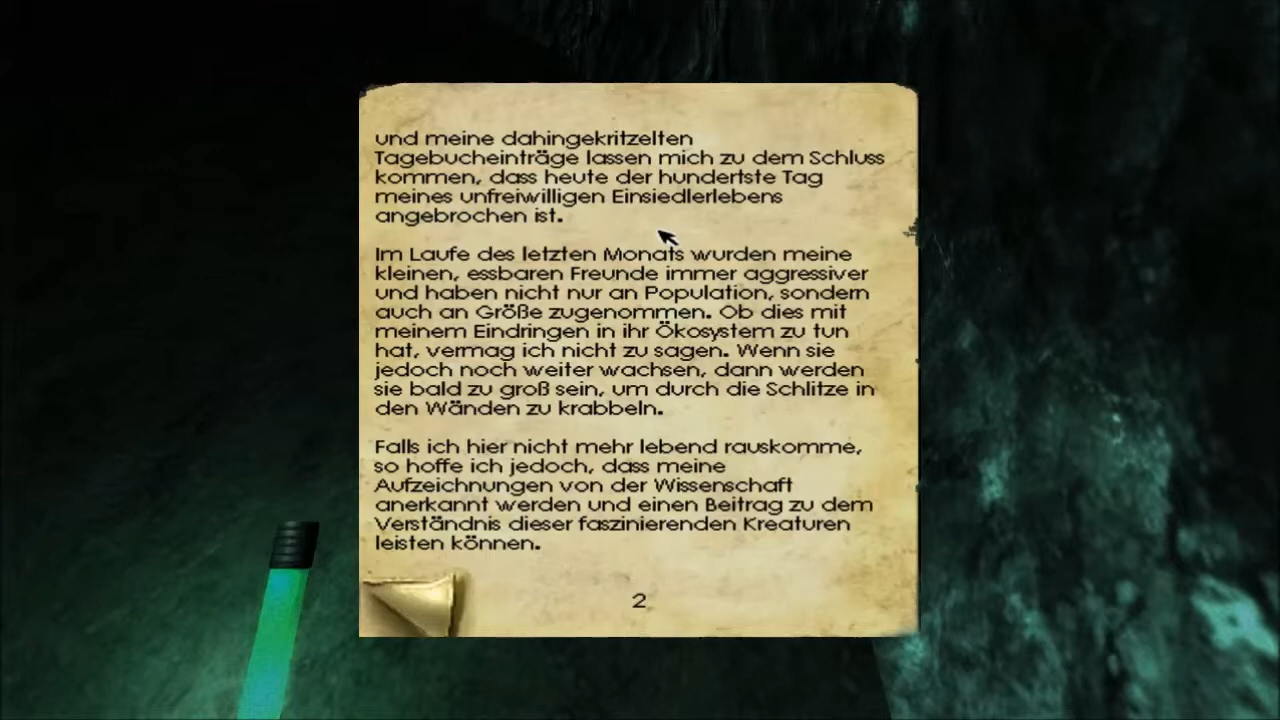 und meine dahingekritzelten
Tagebucheinträge lassen mich zu dem Schluss
kommen, dass heute der hundertste Tag
meines unfreiwilligen Einsiedlerlebens
angebrochen ist.
Im Laufe des letzten Monats wurden meine
kleinen, essbaren Freunde immer aggressiver
und haben nicht nur an Population, sondern
auch an Größe zugenommen. Ob dies mit
meinem Eindringen in ihr Ökosystem zu tun
hat, vermag ich nicht zu sagen. Wenn sie
jedoch noch weiter wachsen, dann werden
sie bald zu groß sein, um durch die Schlitze in
den Wänden zu krabbeln.
Falls ich hier nicht mehr lebend rauskomme,
so hoffe ich jedoch, dass meine
Aufzeichnungen von der Wissenschaft
anerkannt werden und einen Beitrag zu dem
Verständnis dieser faszinierenden Kreaturen
leisten können.
2